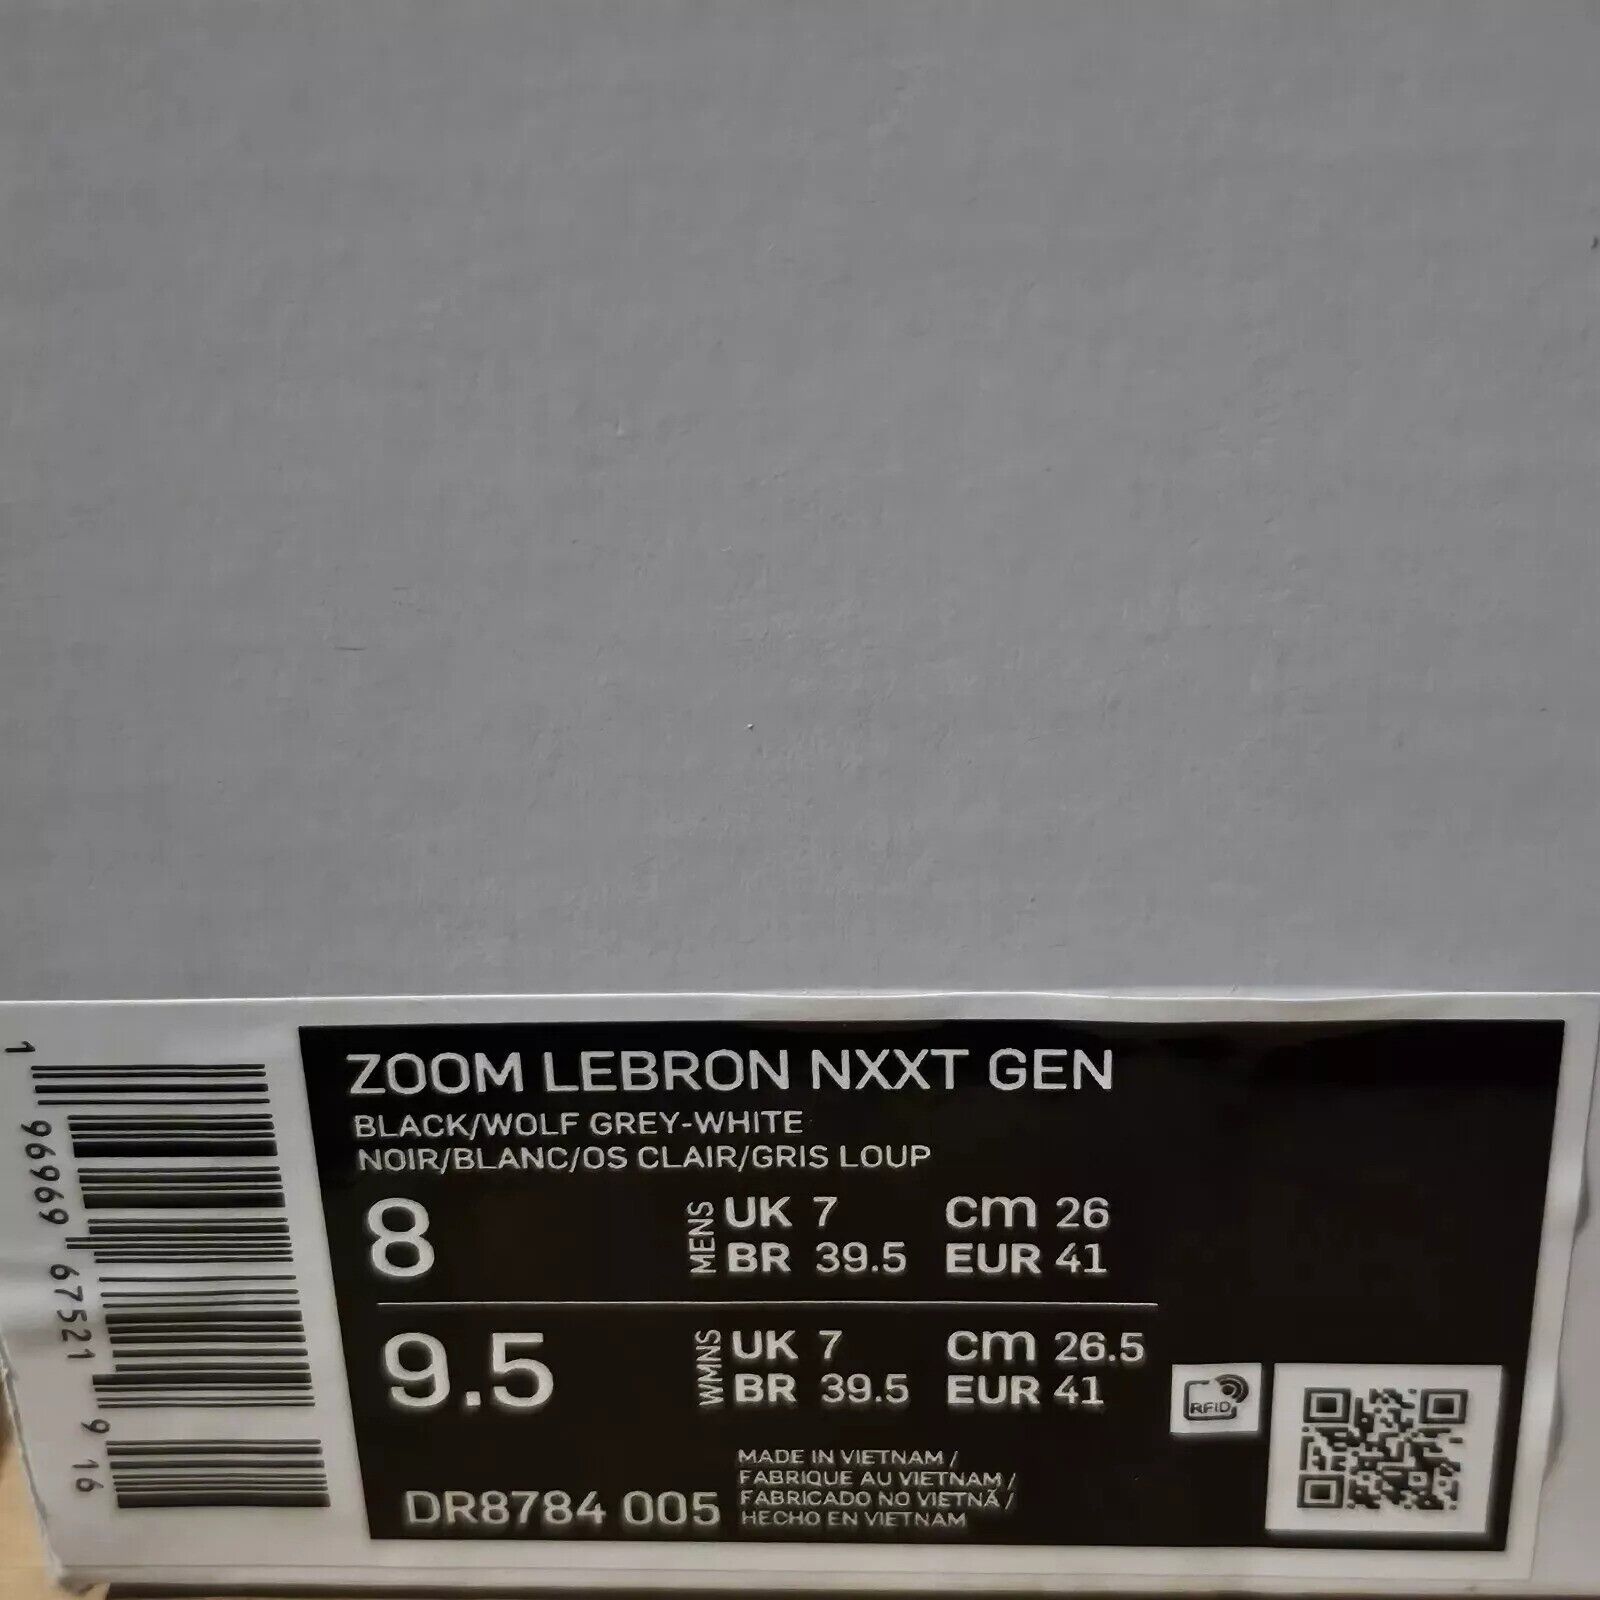 ZOOM LEBRON NXXT GEN
BLACK/WOLF GREY-WHITE
NOIR/BLANC/OS CLAIR/GRIS LOUP
8 MENS UK 7 CM 26
BR 39.5 EUR 41
9.5 WMNS UK 7 CM 26.5
BR 39.5 EUR 41
DR8784 005
MADE IN VIETNAM /
FABRIQUE AU VIETNAM /
FABRICADO NO VIETNÃ /
HECHO EN VIETNAM
RFID
1 96969 67521 9 16